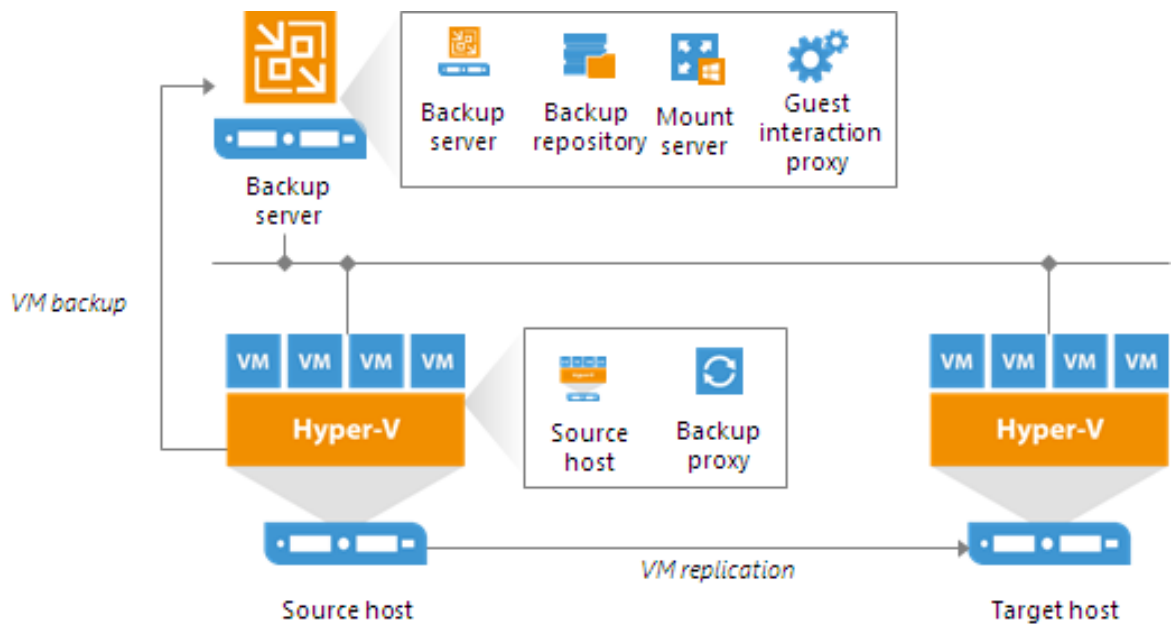 Backup
server
Backup
repository
Mount
server
Guest
interaction
proxy
Backup
server
VM backup
VM VM VM VM
Hyper-V
Source
host
Backup
proxy
VM VM VM VM
Hyper-V
VM replication
Source host
Target host